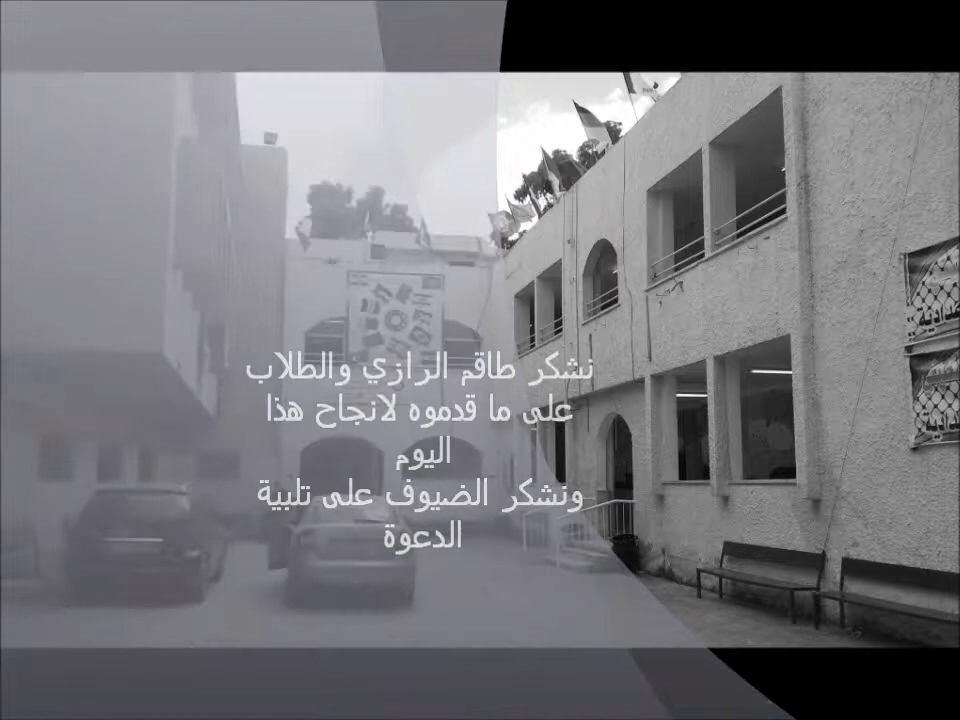 نشكر طاقم الرازي والطلاب
على ما قدموه لانجاح هذا
اليوم
ونشكر الضيوف على تلبية
الدعوة